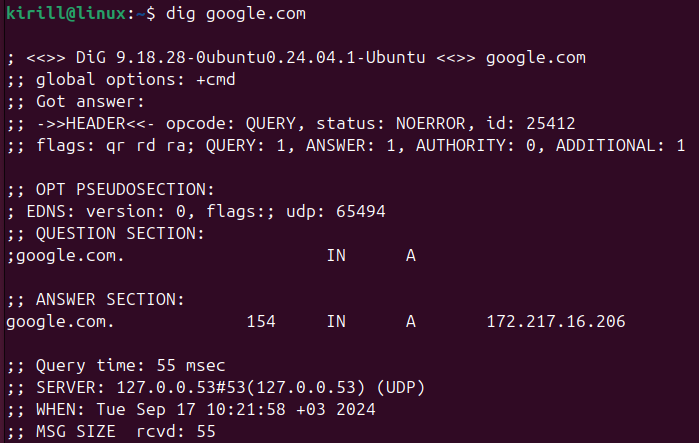 kirill@linux:~$ dig google.com
; <<>> DiG 9.18.28-0ubuntu0.24.04.1-Ubuntu <<>> google.com
;; global options: +cmd
;; Got answer:
;; ->>HEADER<<- opcode: QUERY, status: NOERROR, id: 25412
;; flags: qr rd ra; QUERY: 1, ANSWER: 1, AUTHORITY: 0, ADDITIONAL: 1
;; OPT PSEUDOSECTION:
; EDNS: version: 0, flags:; udp: 65494
;; QUESTION SECTION:
;google.com. IN A
;; ANSWER SECTION:
google.com. 154 IN A 172.217.16.206
;; Query time: 55 msec
;; SERVER: 127.0.0.53#53(127.0.0.53) (UDP)
;; WHEN: Tue Sep 17 10:21:58 +03 2024
;; MSG SIZE  rcvd: 55